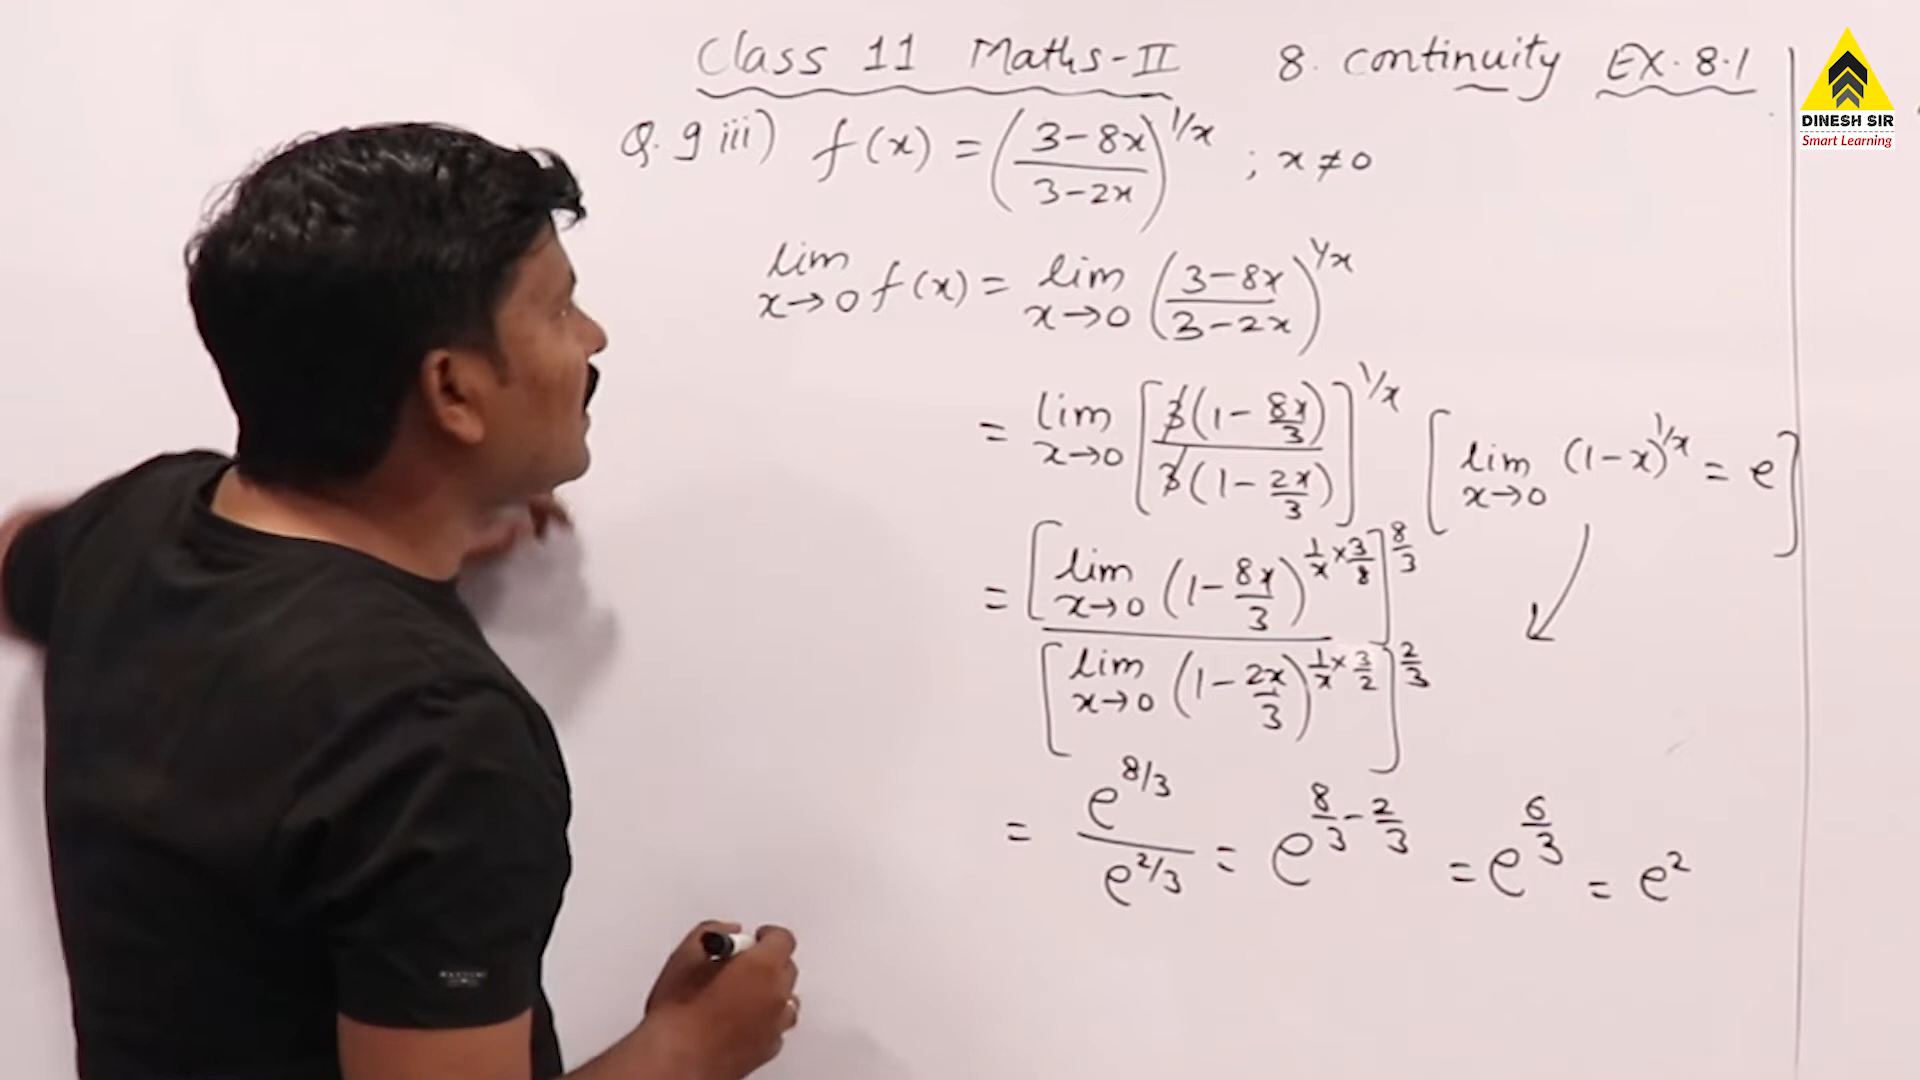 Class 11 Maths-II 8. continuity EX. 8.1
DINESH SIR
Smart Learning
Q. 9 iii) f(x) = ((3-8x)/(3-2x))^(1/x) ; x ≠ 0
lim x→0 f(x) = lim x→0 ((3-8x)/(3-2x))^(1/x)
= lim x→0 [3(1-8x/3)/3(1-2x/3)]^(1/x) [lim x→0 (1-x)^(1/x) = e]
= [lim x→0 (1-8x/3)^(1/x × 3/8)]^(8/3)
[lim x→0 (1-2x/3)^(1/x × 3/2)]^(2/3)
= e^(8/3)/e^(2/3) = e^(8/3 - 2/3) = e^(6/3) = e^2